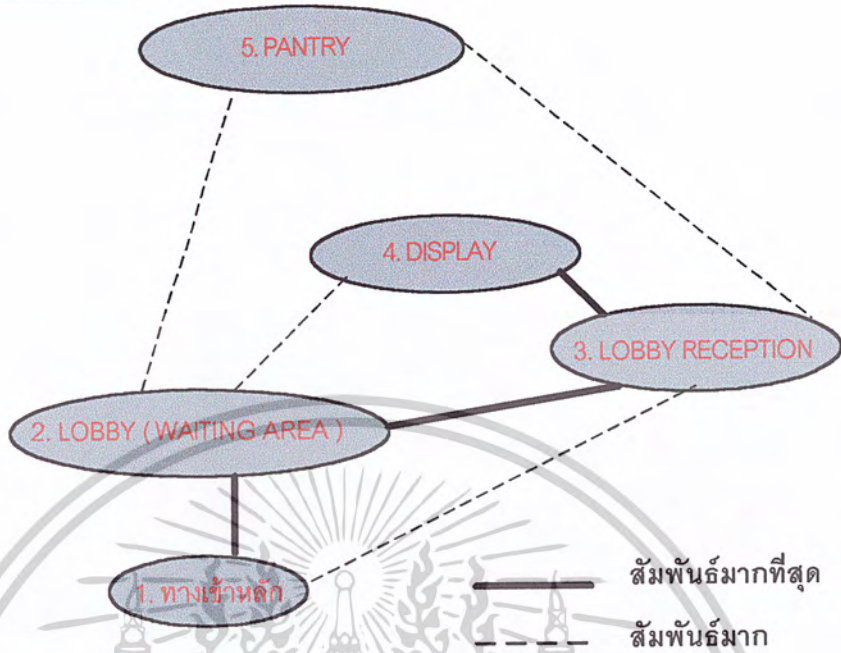 5. PANTRY
4. DISPLAY
3. LOBBY RECEPTION
2. LOBBY ( WAITING AREA )
1. ทางเข้าหลัก
สัมพันธ์มากที่สุด
สัมพันธ์มาก